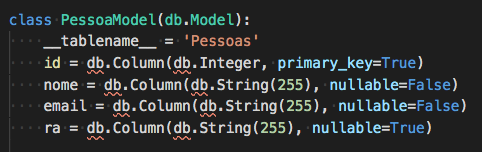 class PessoaModel(db.Model):
    __tablename__ = 'Pessoas'
    id = db.Column(db.Integer, primary_key=True)
    nome = db.Column(db.String(255), nullable=False)
    email = db.Column(db.String(255), nullable=False)
    ra = db.Column(db.String(255), nullable=True)